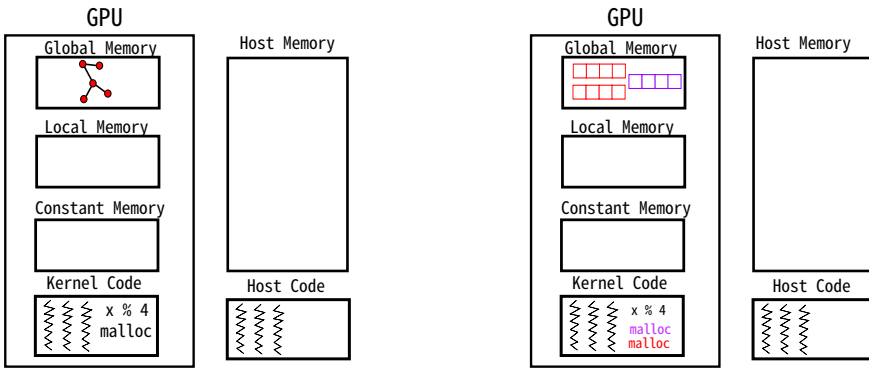 GPU
Global Memory
Host Memory
Local Memory
Constant Memory
Kernel Code
Host Code
x % 4
malloc
GPU
Global Memory
Host Memory
Local Memory
Constant Memory
Kernel Code
Host Code
x % 4
malloc
malloc